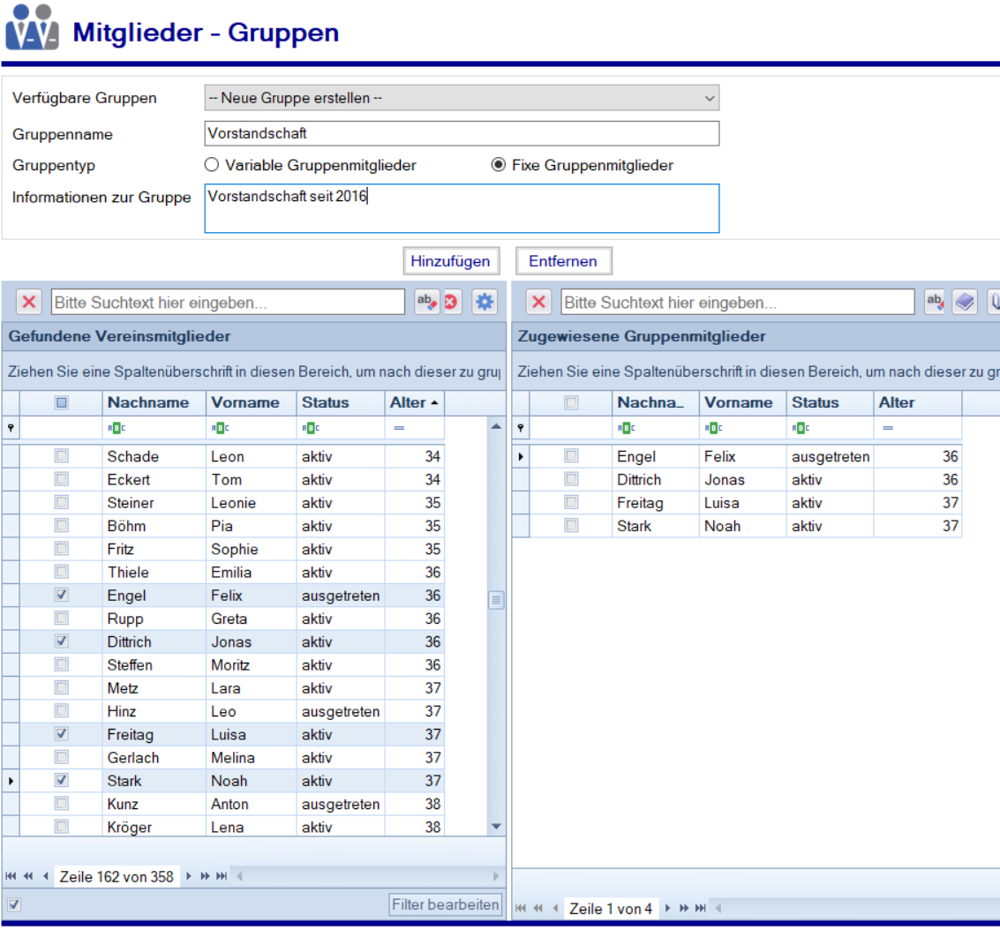 Mitglieder - Gruppen
Verfügbare Gruppen -- Neue Gruppe erstellen --
Gruppenname Vorstandschaft
Gruppentyp Variable Gruppenmitglieder Fixe Gruppenmitglieder
Informationen zur Gruppe Vorstandschaft seit 2016
Hinzufügen Entfernen
Bitte Suchtext hier eingeben...
Gefundene Vereinsmitglieder
Ziehen Sie eine Spaltenüberschrift in diesen Bereich, um nach dieser zu gru
Nachname Vorname Status Alter
Schade Leon aktiv 34
Eckert Tom aktiv 34
Steiner Leonie aktiv 35
Böhm Pia aktiv 35
Fritz Sophie aktiv 35
Thiele Emilia aktiv 36
Engel Felix ausgetreten 36
Rupp Greta aktiv 36
Dittrich Jonas aktiv 36
Steffen Moritz aktiv 36
Metz Lara aktiv 37
Hinz Leo ausgetreten 37
Freitag Luisa aktiv 37
Gerlach Melina aktiv 37
Stark Noah aktiv 37
Kunz Anton ausgetreten 38
Kröger Lena aktiv 38
Zeile 162 von 358
Filter bearbeiten
Bitte Suchtext hier eingeben...
Zugewiesene Gruppenmitglieder
Ziehen Sie eine Spaltenüberschrift in diesen Bereich, um nach dieser zu gr
Nachna... Vorname Status Alter
Engel Felix ausgetreten 36
Dittrich Jonas aktiv 36
Freitag Luisa aktiv 37
Stark Noah aktiv 37
Zeile 1 von 4